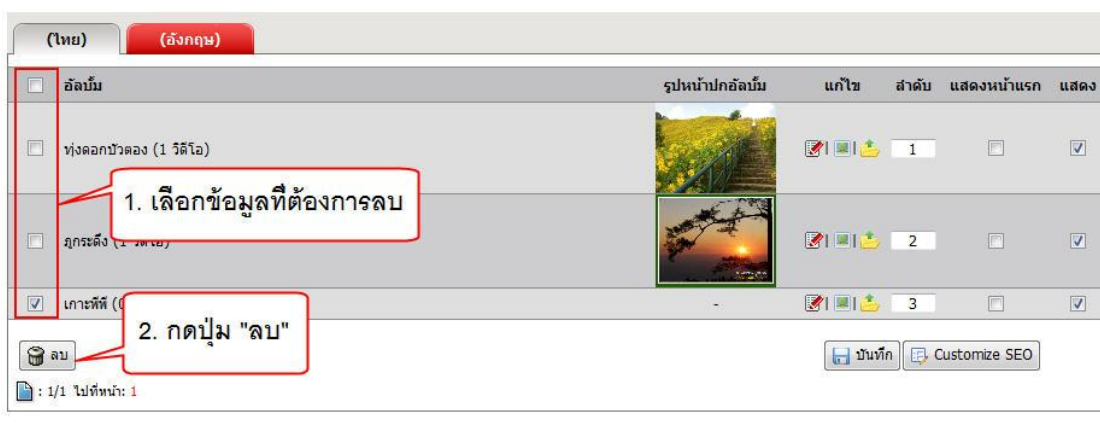 (ไทย) (อังกฤษ)
อัลบั้ม รูปหน้าปกอัลบั้ม แก้ไข ลำดับ แสดงหน้าแรก แสดง
ทุ่งดอกบัวตอง (1 วิดีโอ) 1
1. เลือกข้อมูลที่ต้องการลบ
ภูกระดึง (1 วิดีโอ) 2
เกาะพีพี (0 - 3
2. กดปุ่ม "ลบ"
ลบ บันทึก Customize SEO
: 1/1 ไปที่หน้า: 1